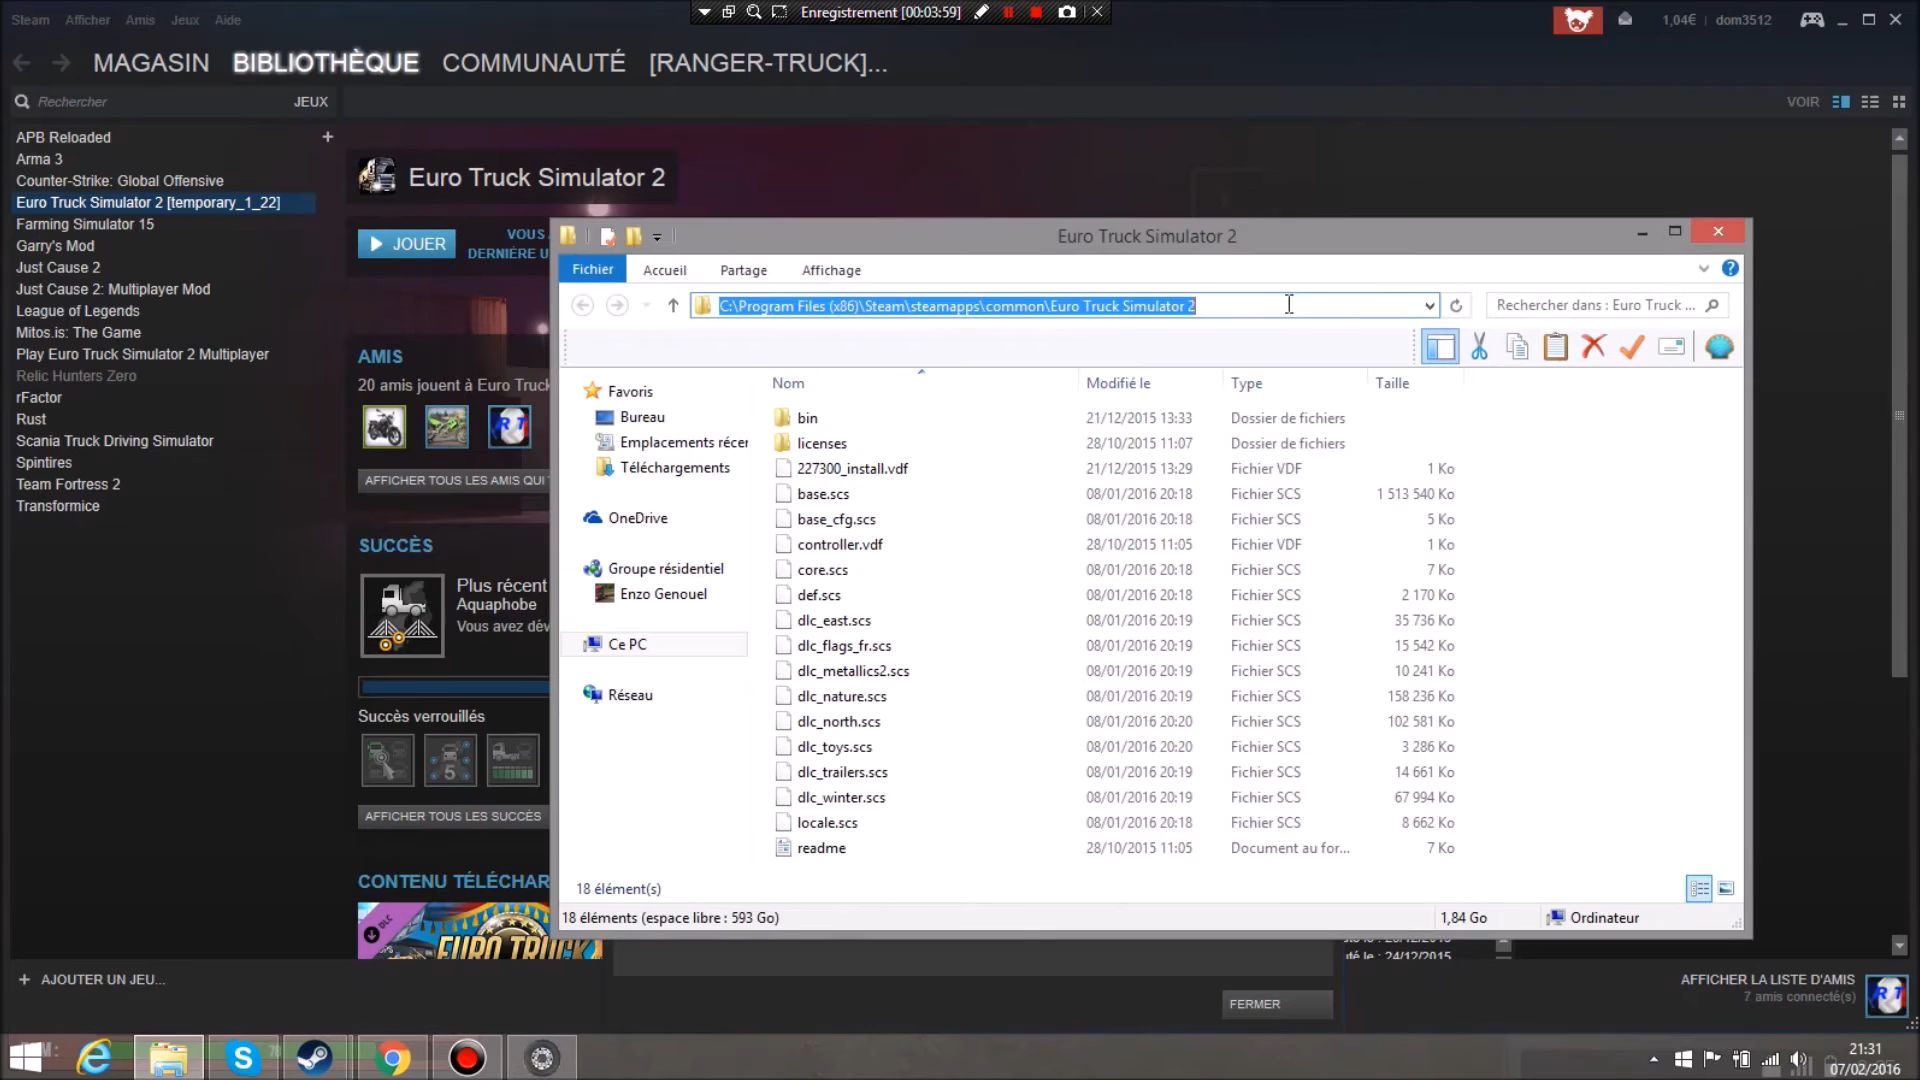 Steam Afficher Amis Jeux Aide
Enregistrement [00:03:59]
1,04€ dom3512
MAGASIN BIBLIOTHÈQUE COMMUNAUTÉ [RANGER-TRUCK]...
Rechercher JEUX
VOIR
APB Reloaded
Arma 3
Counter-Strike: Global Offensive
Euro Truck Simulator 2 [temporary_1_22]
Farming Simulator 15
Garry's Mod
Just Cause 2
Just Cause 2: Multiplayer Mod
League of Legends
Mitos.is: The Game
Play Euro Truck Simulator 2 Multiplayer
Relic Hunters Zero
rFactor
Rust
Scania Truck Driving Simulator
Spintires
Team Fortress 2
Transformice
Euro Truck Simulator 2
JOUER
VOUS
DERNIÈRE
AMIS
20 amis jouent à Euro Truck
AFFICHER TOUS LES AMIS QUI
SUCCÈS
Plus récent
Aquaphobe
Vous avez dév
Succès verrouillés
5
AFFICHER TOUS LES SUCCÈS
CONTENU TÉLÉCHAR
DLC
EURO TRUCK
Euro Truck Simulator 2
Fichier Accueil Partage Affichage
C:\Program Files (x86)\Steam\steamapps\common\Euro Truck Simulator 2
Rechercher dans : Euro Truck ...
Favoris
Bureau
Emplacements récer
Téléchargements
OneDrive
Groupe résidentiel
Enzo Genouel
Ce PC
Réseau
Nom Modifié le Type Taille
bin 21/12/2015 13:33 Dossier de fichiers
licenses 28/10/2015 11:07 Dossier de fichiers
227300_install.vdf 21/12/2015 13:29 Fichier VDF 1 Ko
base.scs 08/01/2016 20:18 Fichier SCS 1 513 540 Ko
base_cfg.scs 08/01/2016 20:18 Fichier SCS 5 Ko
controller.vdf 28/10/2015 11:05 Fichier VDF 1 Ko
core.scs 08/01/2016 20:18 Fichier SCS 7 Ko
def.scs 08/01/2016 20:18 Fichier SCS 2 170 Ko
dlc_east.scs 08/01/2016 20:19 Fichier SCS 35 736 Ko
dlc_flags_fr.scs 08/01/2016 20:19 Fichier SCS 15 542 Ko
dlc_metallics2.scs 08/01/2016 20:19 Fichier SCS 10 241 Ko
dlc_nature.scs 08/01/2016 20:19 Fichier SCS 158 236 Ko
dlc_north.scs 08/01/2016 20:20 Fichier SCS 102 581 Ko
dlc_toys.scs 08/01/2016 20:20 Fichier SCS 3 286 Ko
dlc_trailers.scs 08/01/2016 20:19 Fichier SCS 14 661 Ko
dlc_winter.scs 08/01/2016 20:19 Fichier SCS 67 994 Ko
locale.scs 08/01/2016 20:18 Fichier SCS 8 662 Ko
readme 28/10/2015 11:05 Document au for... 7 Ko
18 élément(s)
18 éléments (espace libre : 593 Go) 1,84 Go Ordinateur
uté le : 24/12/2015
FERMER
AJOUTER UN JEU...
AFFICHER LA LISTE D'AMIS
7 amis connecté(s)
RT
21:31
07/02/2016